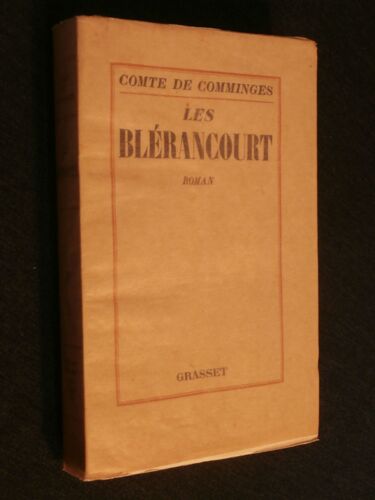 COMTE DE COMMINGES
LES
BLÉRANCOURT
ROMAN
GRASSET